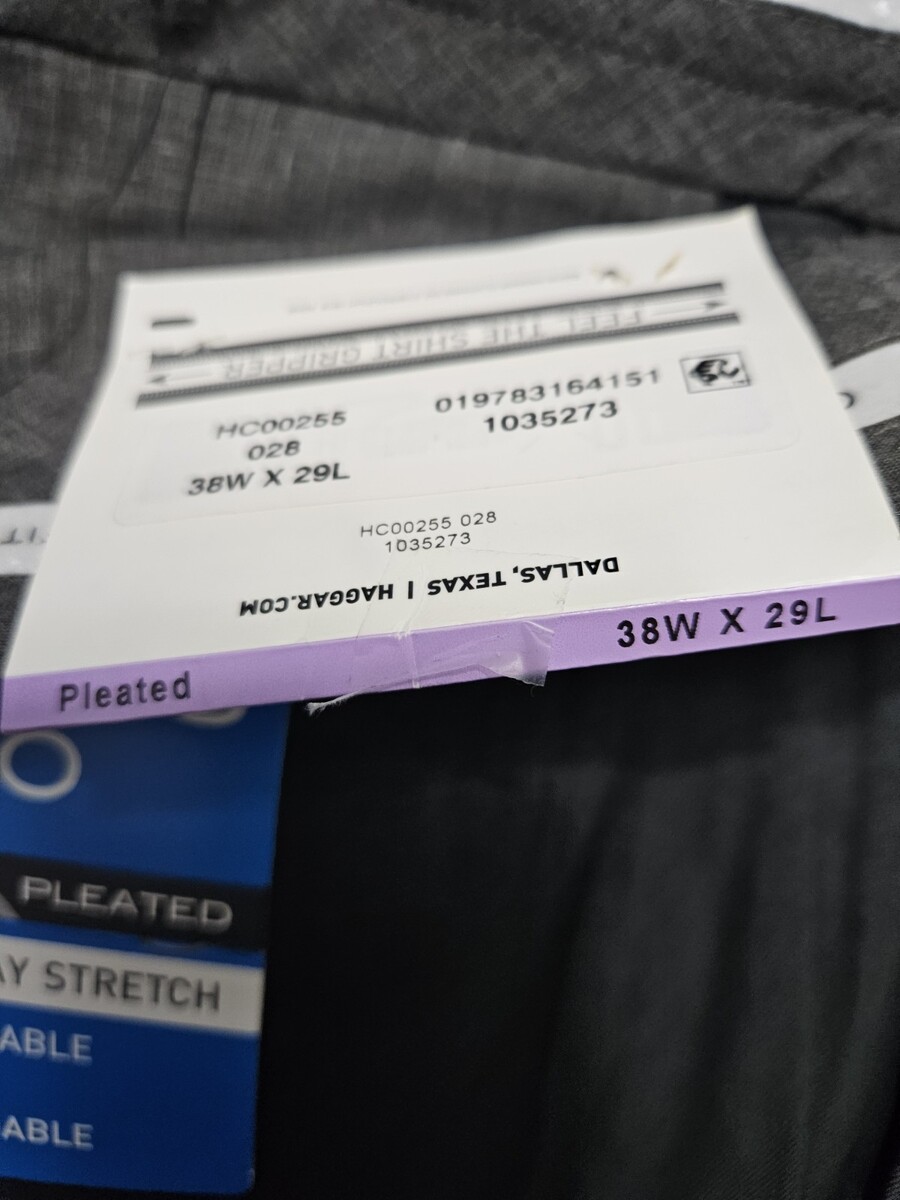 FEEL THE SHIRT GRIPPER
HC00255
028
38W X 29L
019783164151
1035273
HC00255 028
1035273
DALLAS, TEXAS | HAGGAR.COM
Pleated
38W X 29L
PLEATED
AY STRETCH
ABLE
ABLE